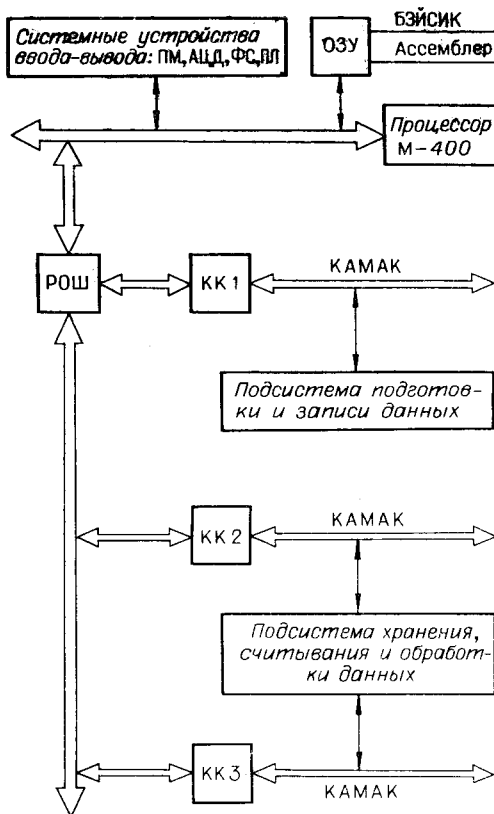 Системные устройства
ввода-вывода: ПМ, АЦД, ФС, ПЛ
ОЗУ
БЭЙСИК
Ассемблер
Процессор
М-400
РОШ
КК1
КАМАК
Подсистема подготов-
ки и записи данных
КК2
КАМАК
Подсистема хранения,
считывания и обработ-
ки данных
КК3
КАМАК